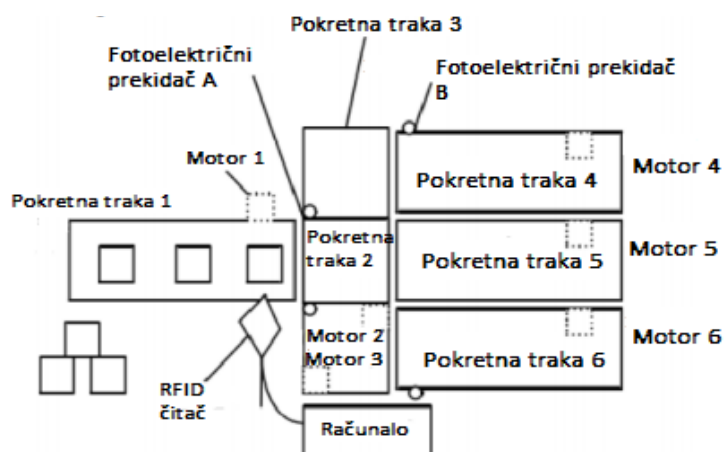 Pokretna traka 3
Fotoelektrični
prekidač A
Fotoelektrični prekidač
B
Motor 1
Pokretna traka 1
Pokretna traka 4
Motor 4
Pokretna
traka 2
Pokretna traka 5
Motor 5
Motor 2
Motor 3
Pokretna traka 6
Motor 6
RFID
čitač
Računalo